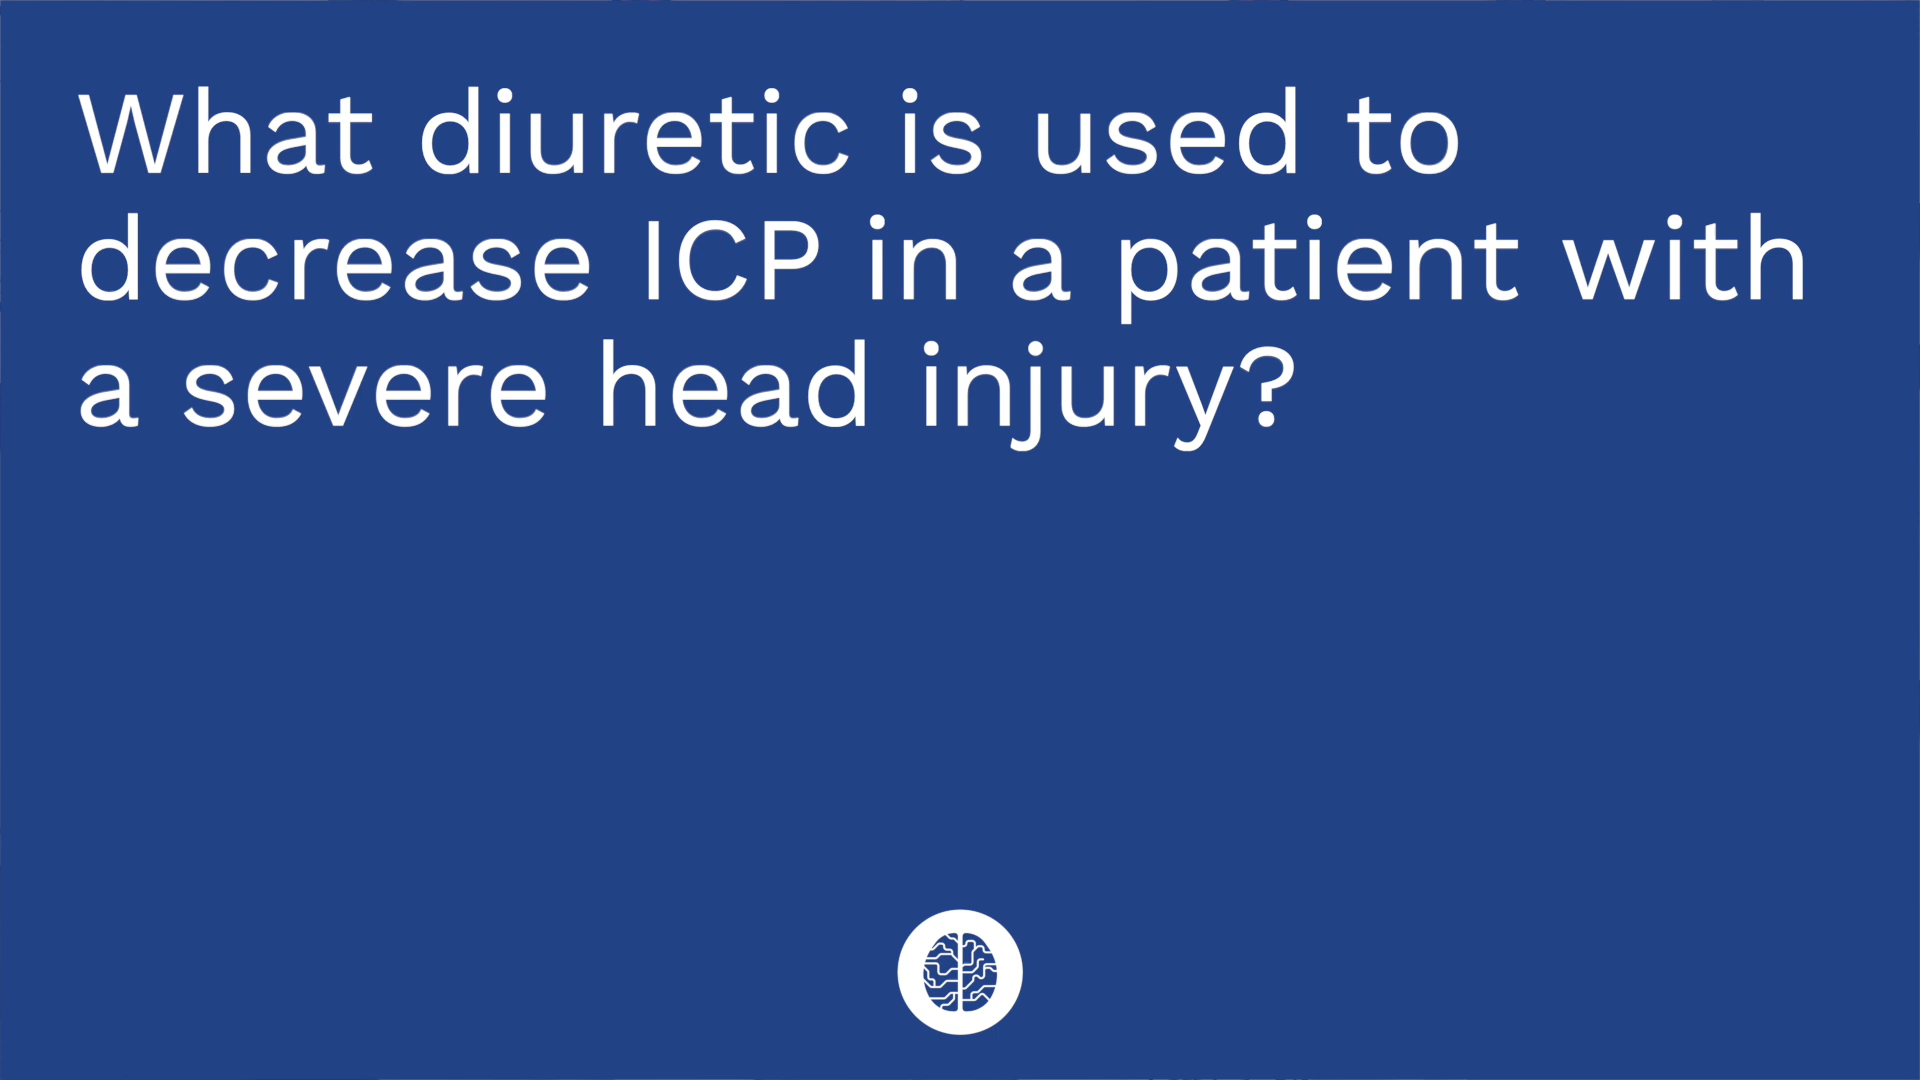 What diuretic is used to
decrease ICP in a patient with
a severe head injury?